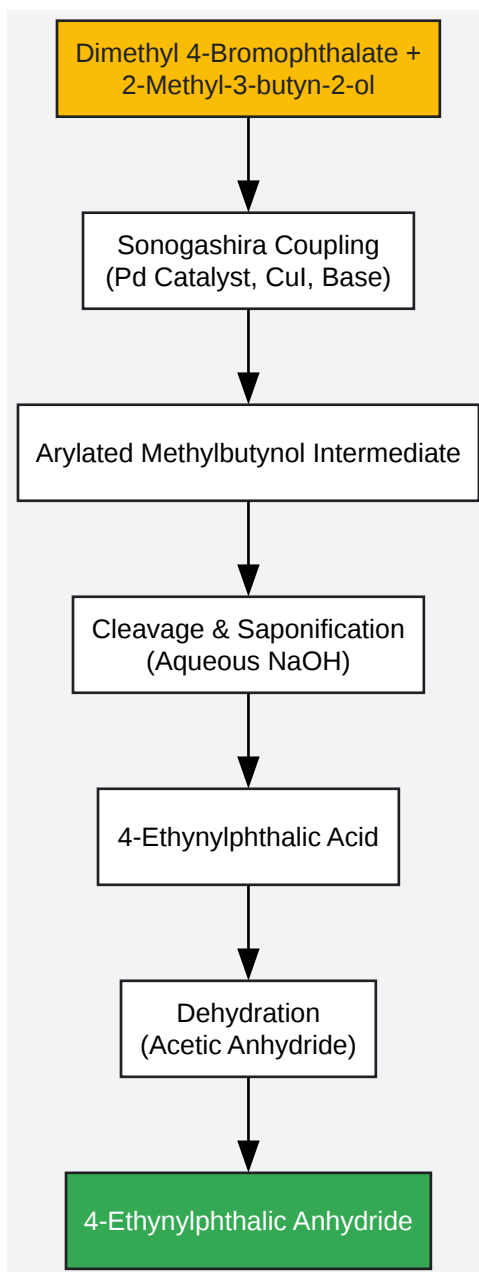 Dimethyl 4-Bromophthalate +
2-Methyl-3-butyn-2-ol
Sonogashira Coupling
(Pd Catalyst, CuI, Base)
Arylated Methylbutynol Intermediate
Cleavage & Saponification
(Aqueous NaOH)
4-Ethynylphthalic Acid
Dehydration
(Acetic Anhydride)
4-Ethynylphthalic Anhydride